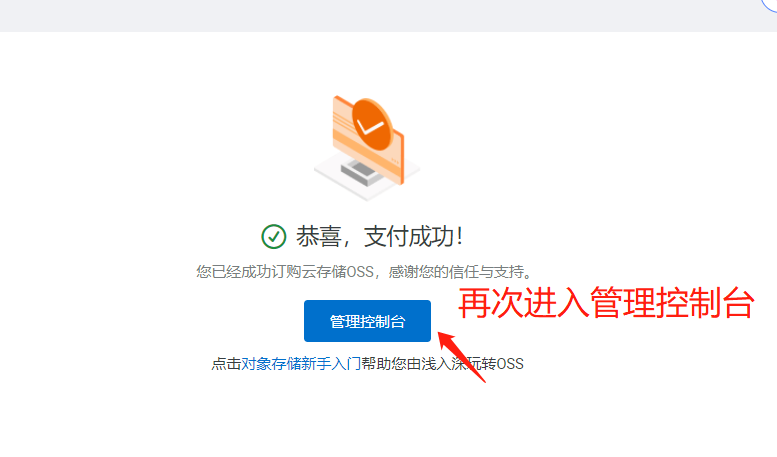 恭喜，支付成功！
您已经成功订购云存储OSS，感谢您的信任与支持。
再次进入管理控制台
管理控制台
点击对象存储新手入门帮助您由浅入深玩转OSS